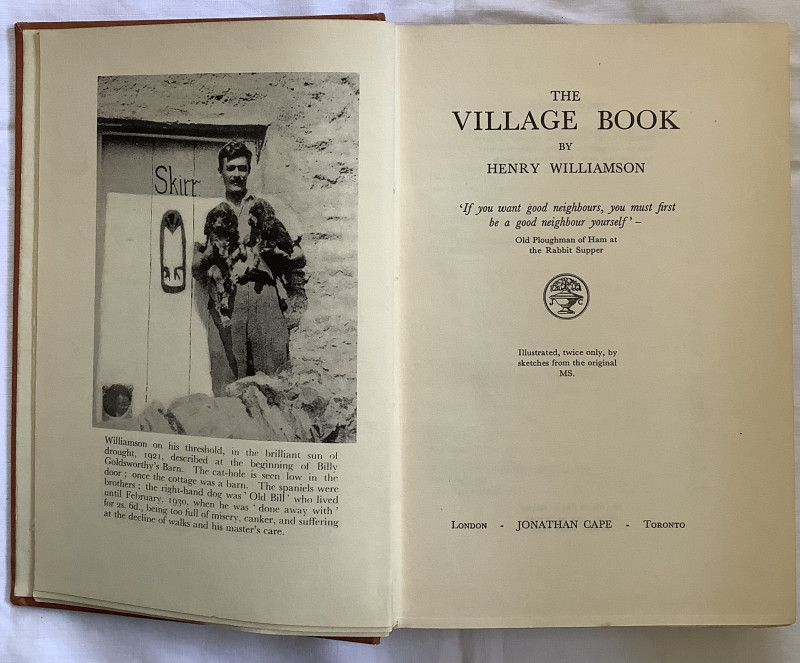 Skirr
Williamson on his threshold, in the brilliant sun of
drought, 1921, described at the beginning of Billy
Goldsworthy's Barn. The cat-hole is seen low in the
door; once the cottage was a barn. The spaniels were
brothers; the right-hand dog was 'Old Bill' who lived
until February, 1930, when he was 'done away with'
for 2s. 6d., being too full of misery, canker, and suffering
at the decline of walks and his master's care.
THE
VILLAGE BOOK
BY
HENRY WILLIAMSON
'If you want good neighbours, you must first
be a good neighbour yourself' –
Old Ploughman of Ham at
the Rabbit Supper
J C
Illustrated, twice only, by
sketches from the original
MS.
LONDON - JONATHAN CAPE - TORONTO